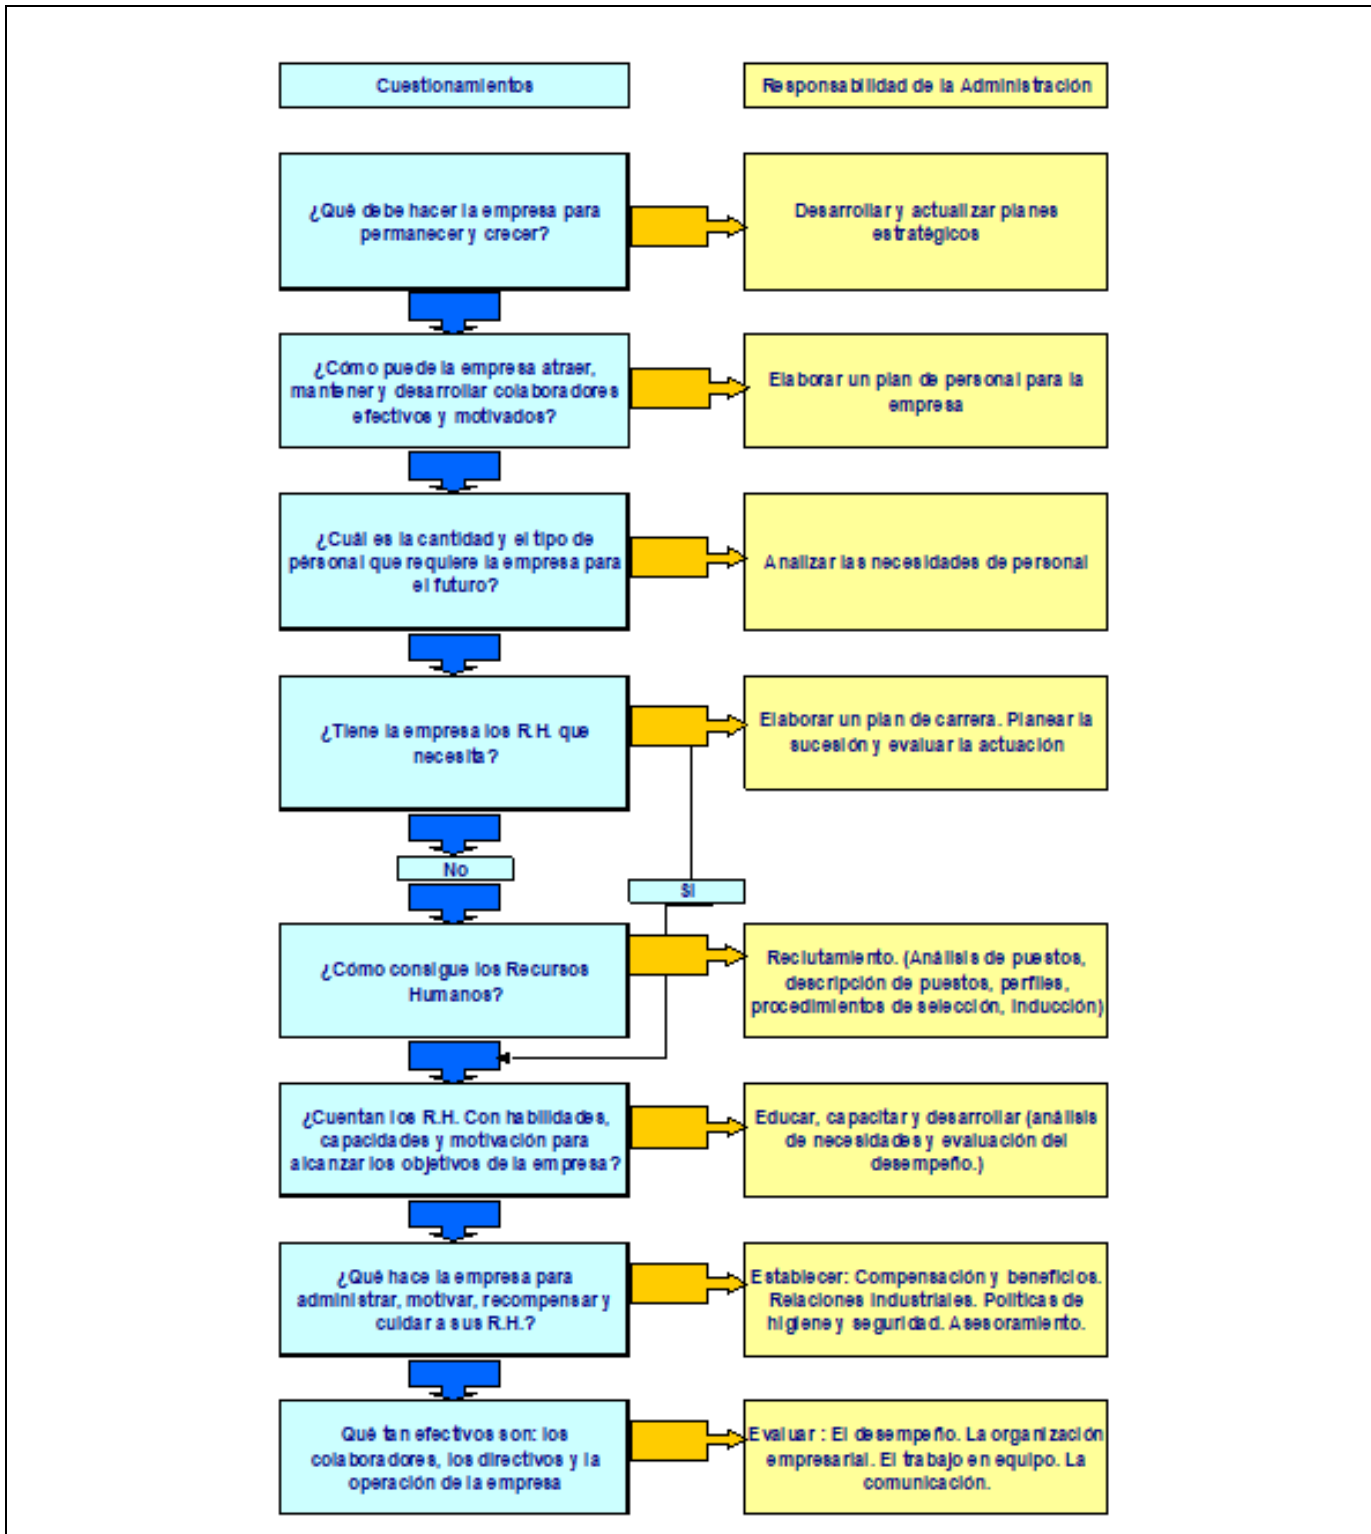 Cuestionamientos
Responsabilidad de la Administración
¿Qué debe hacer la empresa para
permanecer y crecer?
Desarrollar y actualizar planes
estratégicos
¿Cómo puede la empresa atraer,
mantener y desarrollar colaboradores
efectivos y motivados?
Elaborar un plan de personal para la
empresa
¿Cuál es la cantidad y el tipo de
pérsonal que requiere la empresa para
el futuro?
Analizar las necesidades de personal
¿Tiene la empresa los R.H. que
necesita?
Elaborar un plan de carrera. Planear la
sucesión y evaluar la actuación
No
Si
¿Cómo consigue los Recursos
Humanos?
Reclutamiento. (Análisis de puestos,
descripción de puestos, perfiles,
procedimientos de selección, inducción)
¿Cuentan los R.H. Con habilidades,
capacidades y motivación para
alcanzar los objetivos de la empresa?
Educar, capacitar y desarrollar (análisis
de necesidades y evaluación del
desempeño.)
¿Qué hace la empresa para
administrar, motivar, recompensar y
cuidar a sus R.H.?
Establecer: Compensación y beneficios.
Relaciones industriales. Políticas de
higiene y seguridad. Asesoramiento.
Qué tan efectivos son: los
colaboradores, los directivos y la
operación de la empresa
Evaluar : El desempeño. La organización
empresarial. El trabajo en equipo. La
comunicación.